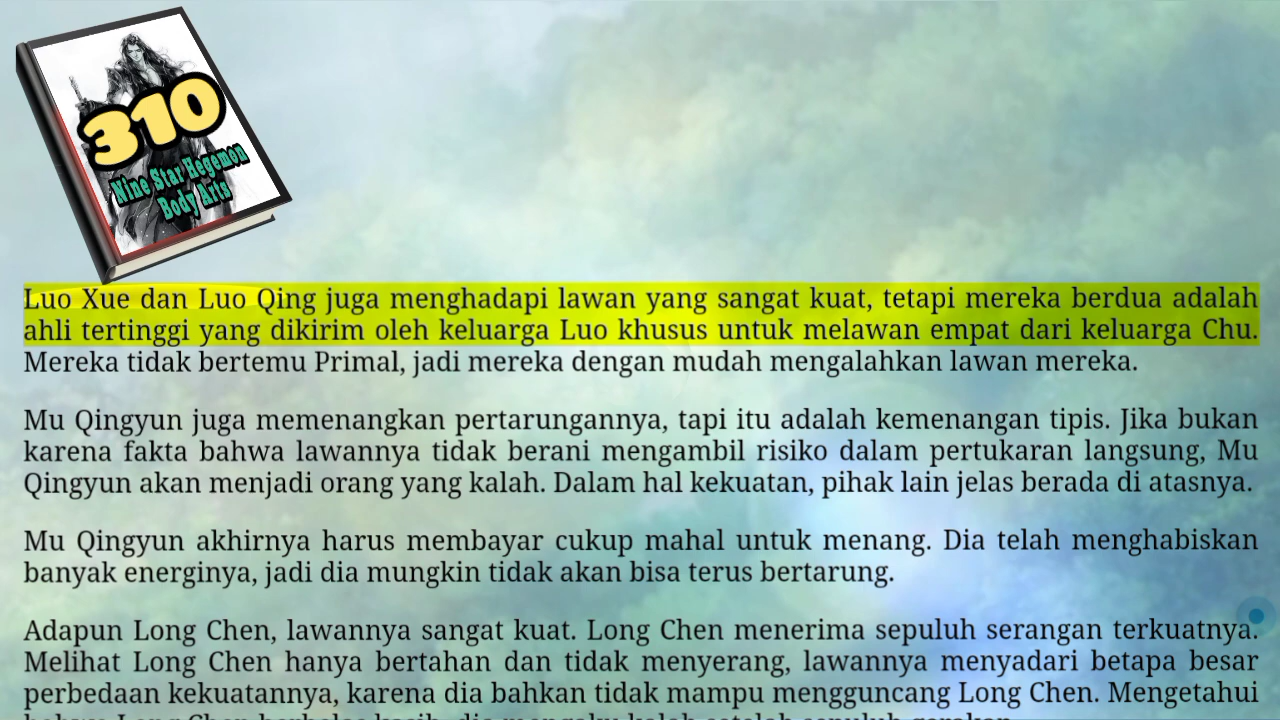 310
Nine Star Hegemon
Body Arts
Luo Xue dan Luo Qing juga menghadapi lawan yang sangat kuat, tetapi mereka berdua adalah
ahli tertinggi yang dikirim oleh keluarga Luo khusus untuk melawan empat dari keluarga Chu.
Mereka tidak bertemu Primal, jadi mereka dengan mudah mengalahkan lawan mereka.
Mu Qingyun juga memenangkan pertarungannya, tapi itu adalah kemenangan tipis. Jika bukan
karena fakta bahwa lawannya tidak berani mengambil risiko dalam pertukaran langsung, Mu
Qingyun akan menjadi orang yang kalah. Dalam hal kekuatan, pihak lain jelas berada di atasnya.
Mu Qingyun akhirnya harus membayar cukup mahal untuk menang. Dia telah menghabiskan
banyak energinya, jadi dia mungkin tidak akan bisa terus bertarung.
Adapun Long Chen, lawannya sangat kuat. Long Chen menerima sepuluh serangan terkuatnya.
Melihat Long Chen hanya bertahan dan tidak menyerang, lawannya menyadari betapa besar
perbedaan kekuatannya, karena dia bahkan tidak mampu mengguncang Long Chen. Mengetahui